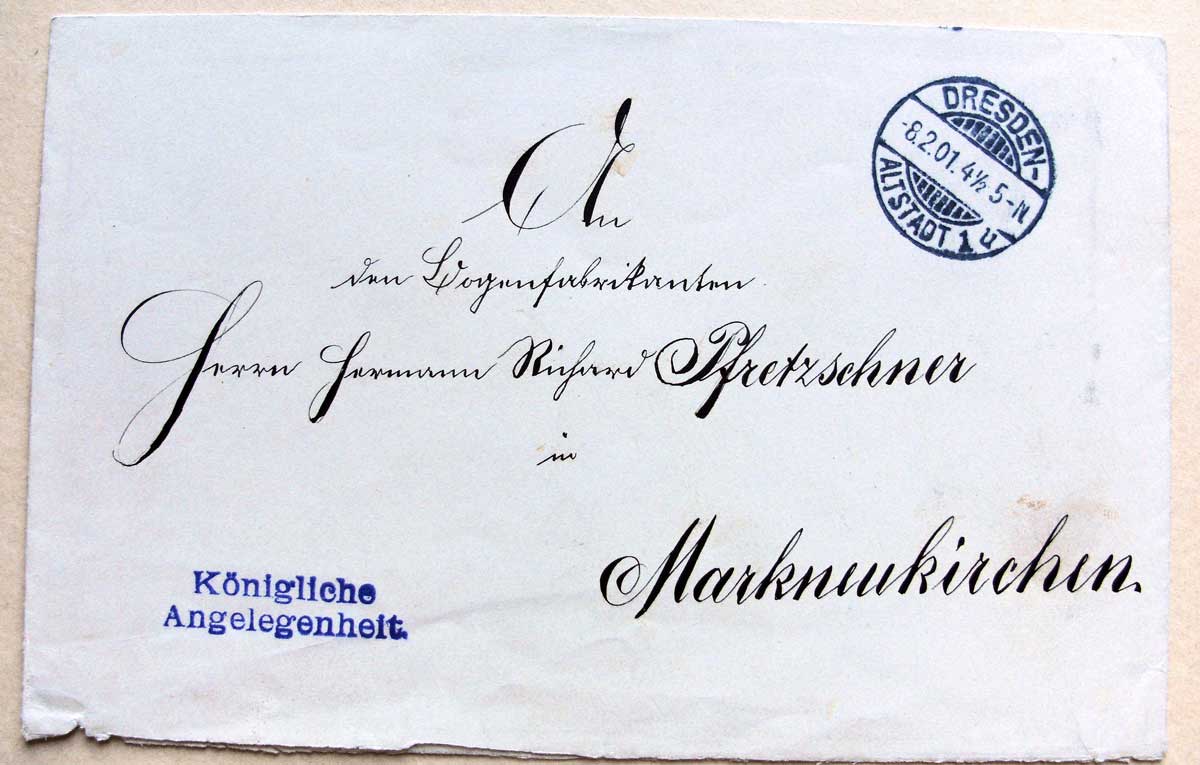 An
den Bogenfabrikanten
Herrn Hermann Richard Pfretzschner
in
Markneukirchen.
Königliche
Angelegenheit.
DRESDEN-
-8.2.01. 4½ 5-N
ALTSTADT 1 u